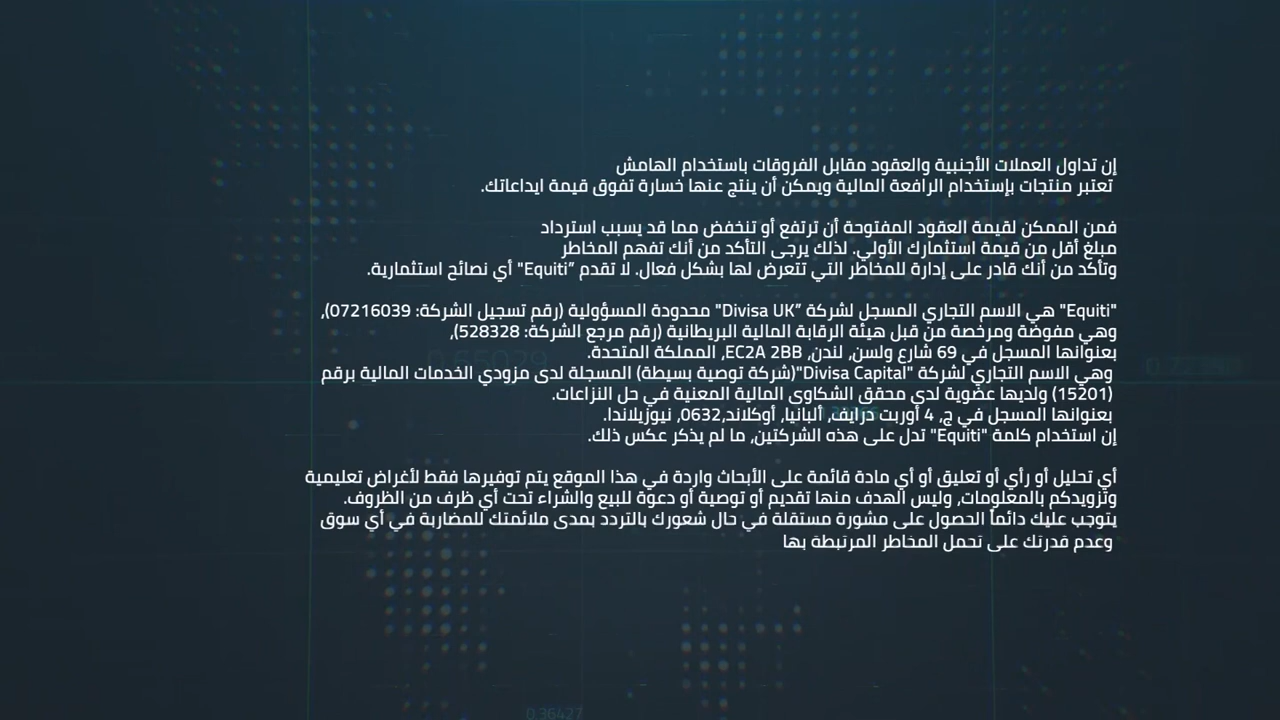 إن تداول العملات الأجنبية والعقود مقابل الفروقات باستخدام الهامش
تعتبر منتجات بإستخدام الرافعة المالية ويمكن أن ينتج عنها خسارة تفوق قيمة ايداعاتك.
فمن الممكن لقيمة العقود المفتوحة أن ترتفع أو تنخفض مما قد يسبب استرداد
مبلغ أقل من قيمة استثمارك الأولي. لذلك يرجى التأكد من أنك تفهم المخاطر
وتأكد من أنك قادر على إدارة للمخاطر التي تتعرض لها بشكل فعال. لا تقدم "Equiti" أي نصائح استثمارية.
"Equiti" هي الاسم التجاري المسجل لشركة "Divisa UK" محدودة المسؤولية (رقم تسجيل الشركة: 07216039)،
وهي مفوضة ومرخصة من قبل هيئة الرقابة المالية البريطانية (رقم مرجع الشركة: 528328)،
بعنوانها المسجل في 69 شارع ولسن، لندن، EC2A 2BB، المملكة المتحدة.
وهي الاسم التجاري لشركة "Divisa Capital"(شركة توصية بسيطة) المسجلة لدى مزودي الخدمات المالية برقم
(15201) ولديها عضوية لدى محقق الشكاوى المالية المعنية في حل النزاعات.
بعنوانها المسجل في ج، 4 أوربت درايف، ألبانيا، أوكلاند،0632، نيوزيلاندا.
إن استخدام كلمة "Equiti" تدل على هذه الشركتين، ما لم يذكر عكس ذلك.
أي تحليل أو رأي أو تعليق أو أي مادة قائمة على الأبحاث واردة في هذا الموقع يتم توفيرها فقط لأغراض تعليمية
وتزويدكم بالمعلومات، وليس الهدف منها تقديم أو توصية أو دعوة للبيع والشراء تحت أي ظرف من الظروف.
يتوجب عليك دائماً الحصول على مشورة مستقلة في حال شعورك بالتردد بمدى ملائمتك للمضاربة في أي سوق
وعدم قدرتك على تحمل المخاطر المرتبطة بها
0.36427